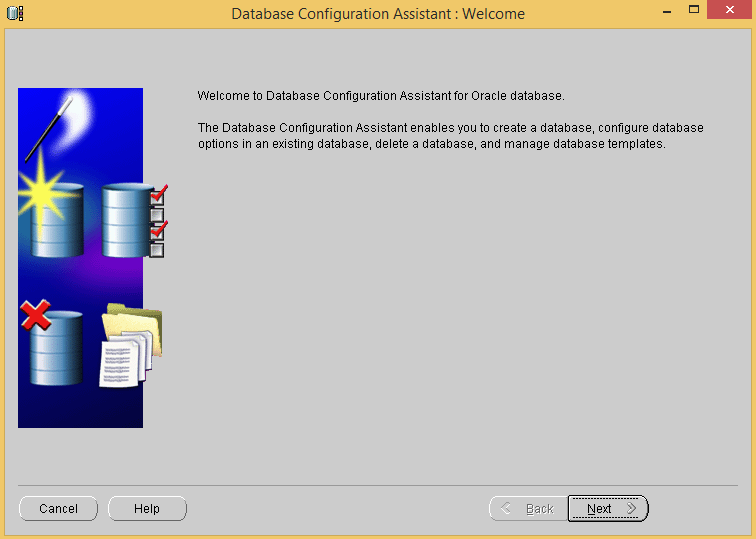 Database Configuration Assistant : Welcome
Welcome to Database Configuration Assistant for Oracle database.
The Database Configuration Assistant enables you to create a database, configure database
options in an existing database, delete a database, and manage database templates.
Cancel
Help
Back
Next